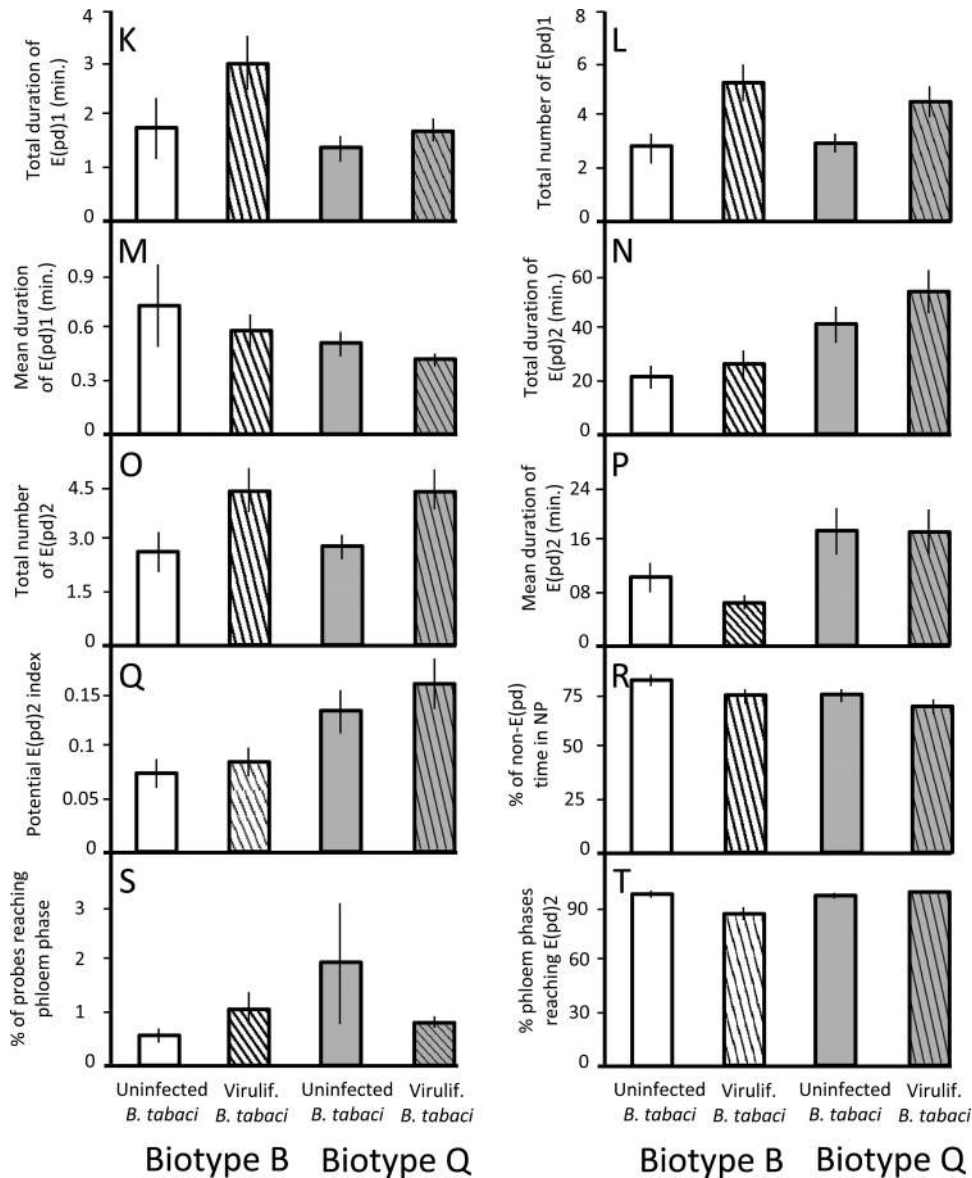 K
Total duration of
E(pd)1 (min.)
4
3
2
1
0
L
Total number of E(pd)1
8
6
4
2
0
M
Mean duration
of E(pd)1 (min.)
0.9
0.6
0.3
0
N
Total duration of
E(pd)2 (min.)
60
40
20
0
O
Total number
of E(pd)2
4.5
3.0
1.5
0
P
Mean duration of
E(pd)2 (min.)
24
16
08
0
Q
Potential E(pd)2 index
0.15
0.1
0.05
0
R
% of non-E(pd)
time in NP
75
50
25
0
S
% of probes reaching
phloem phase
3
2
1
0
T
% phloem phases
reaching E(pd)2
90
60
30
0
Uninfected Virulif. Uninfected Virulif.
B. tabaci B. tabaci B. tabaci B. tabaci
Biotype B Biotype Q
Uninfected Virulif. Uninfected Virulif.
B. tabaci B. tabaci B. tabaci B. tabaci
Biotype B Biotype Q